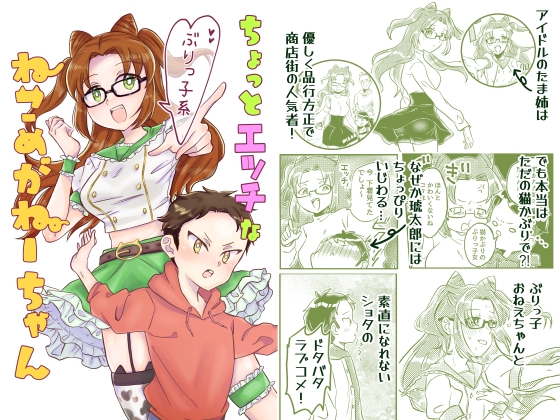 ちょっとエッチな
♥♥
ぶりっ子系
ねこめがねーちゃん
アイドルのたま姉は
優しく品行方正で
商店街の人気者！
でも本当は
ただの猫かぶりで？！
なぜか琥太郎には
ちょっぴり
いじわる…
ぶりっ子
おねえちゃんと
素直になれない
ショタの
ドタバタ
ラブコメ！